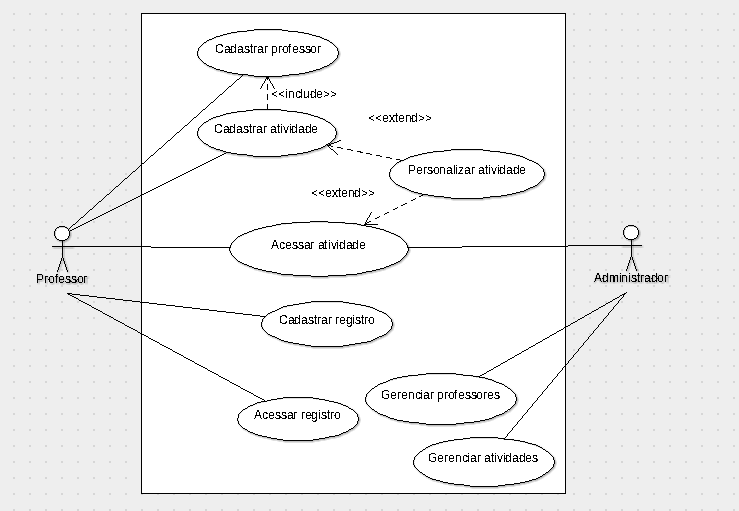 Cadastrar professor
<<include>>
Cadastrar atividade
<<extend>>
Personalizar atividade
<<extend>>
Acessar atividade
Professor
Administrador
Cadastrar registro
Gerenciar professores
Acessar registro
Gerenciar atividades